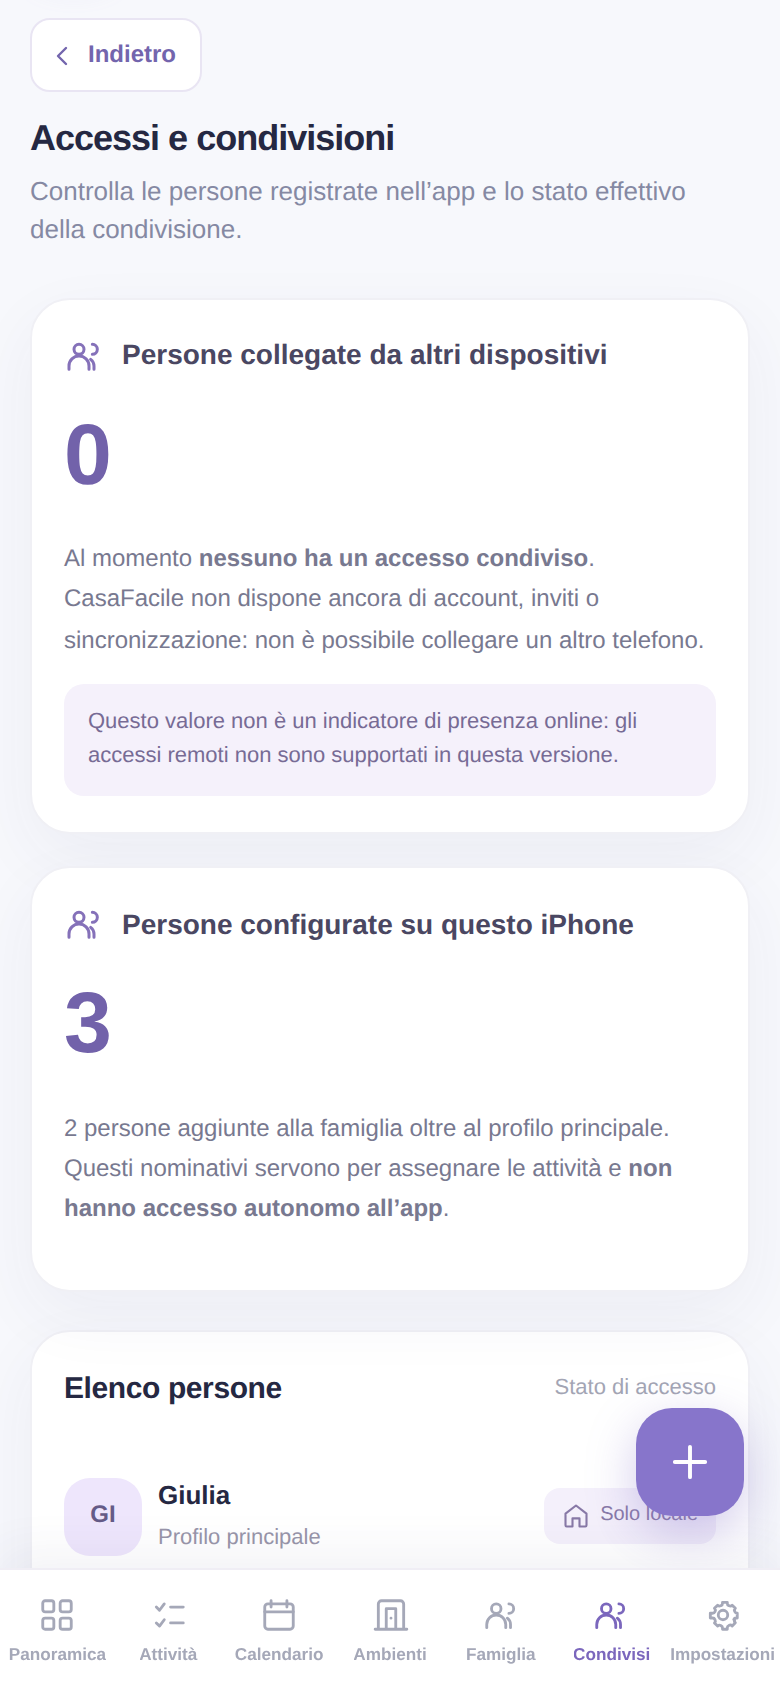 Indietro
Accessi e condivisioni
Controlla le persone registrate nell’app e lo stato effettivo
della condivisione.
Persone collegate da altri dispositivi
0
Al momento nessuno ha un accesso condiviso.
CasaFacile non dispone ancora di account, inviti o
sincronizzazione: non è possibile collegare un altro telefono.
Questo valore non è un indicatore di presenza online: gli
accessi remoti non sono supportati in questa versione.
Persone configurate su questo iPhone
3
2 persone aggiunte alla famiglia oltre al profilo principale.
Questi nominativi servono per assegnare le attività e non
hanno accesso autonomo all’app.
Elenco persone
Stato di accesso
GI
Giulia
Profilo principale
Solo locale
Panoramica
Attività
Calendario
Ambienti
Famiglia
Condivisi
Impostazioni